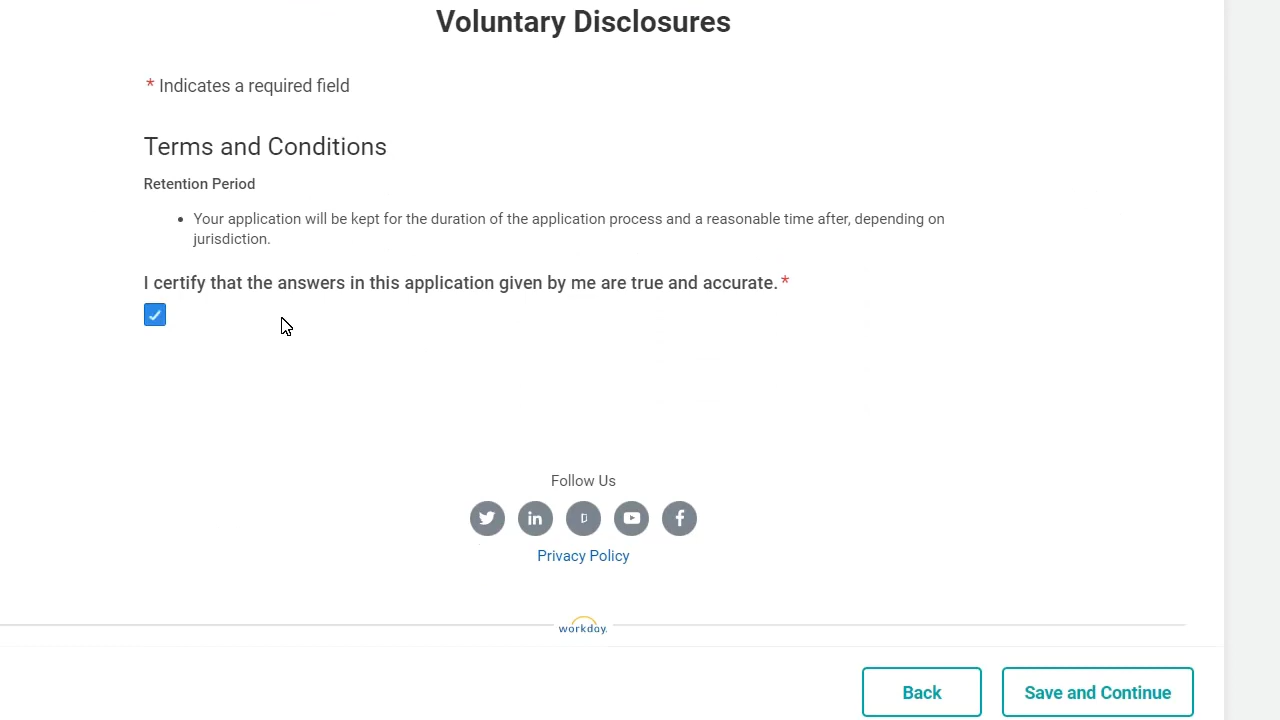 Voluntary Disclosures
* Indicates a required field
Terms and Conditions
Retention Period
• Your application will be kept for the duration of the application process and a reasonable time after, depending on
jurisdiction.
I certify that the answers in this application given by me are true and accurate. *
Follow Us
Privacy Policy
workday.
Back Save and Continue